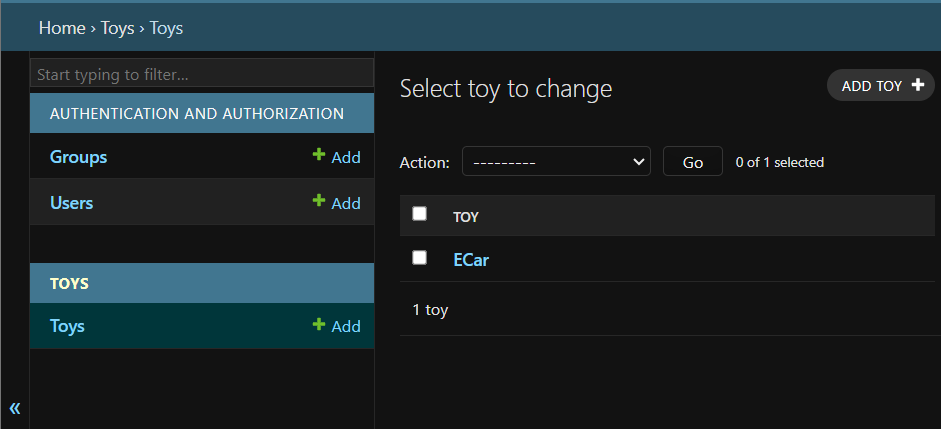 Home › Toys › Toys
Start typing to filter...
AUTHENTICATION AND AUTHORIZATION
Groups + Add
Users + Add
TOYS
Toys + Add
«
Select toy to change
ADD TOY +
Action: --------- Go 0 of 1 selected
TOY
ECar
1 toy